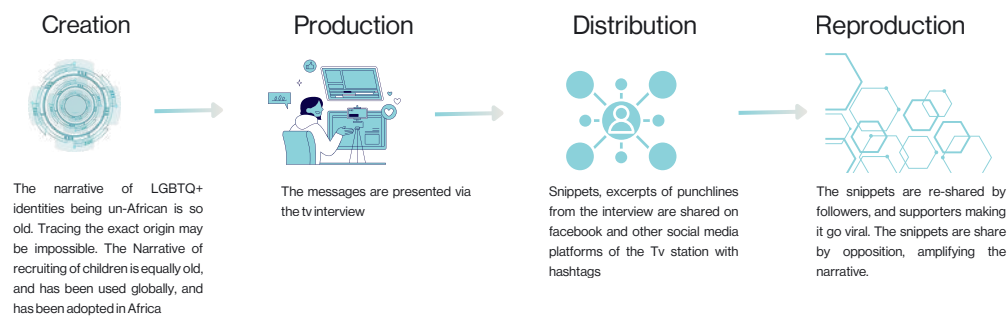 Creation
The narrative of LGBTQ+
identities being un-African is so
old. Tracing the exact origin may
be impossible. The Narrative of
recruiting of children is equally old,
and has been used globally, and
has been adopted in Africa
Production
The messages are presented via
the tv interview
Distribution
Snippets, excerpts of punchlines
from the interview are shared on
facebook and other social media
platforms of the Tv station with
hashtags
Reproduction
The snippets are re-shared by
followers, and supporters making
it go viral. The snippets are share
by opposition, amplifying the
narrative.